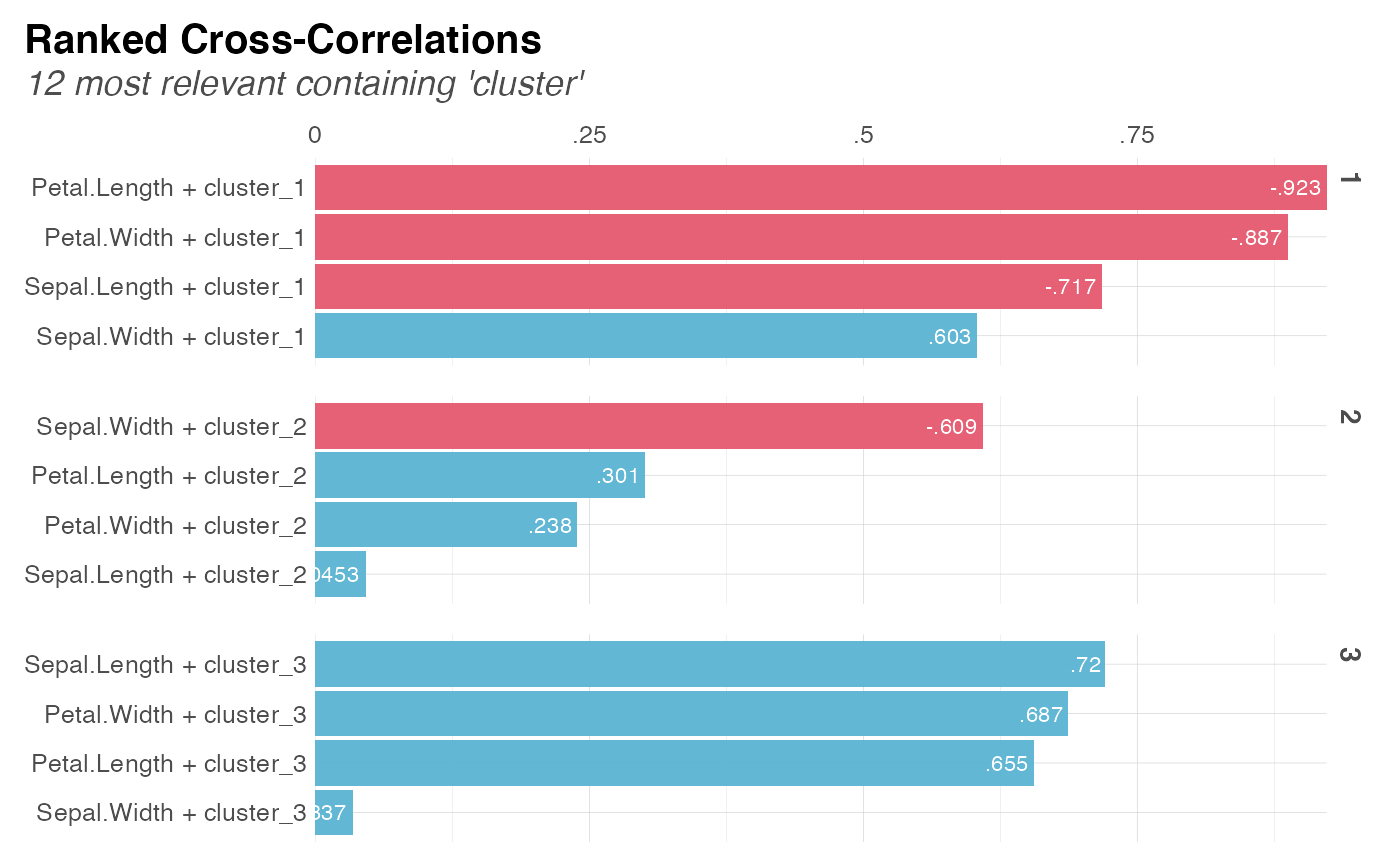 Ranked Cross-Correlations
12 most relevant containing 'cluster'
0 .25 .5 .75
Petal.Length + cluster_1 -.923
1
Petal.Width + cluster_1 -.887
Sepal.Length + cluster_1 -.717
Sepal.Width + cluster_1 .603
Sepal.Width + cluster_2 -.609
2
Petal.Length + cluster_2 .301
Petal.Width + cluster_2 .238
Sepal.Length + cluster_2 0453
Sepal.Length + cluster_3 .72
3
Petal.Width + cluster_3 .687
Petal.Length + cluster_3 .655
Sepal.Width + cluster_3 337